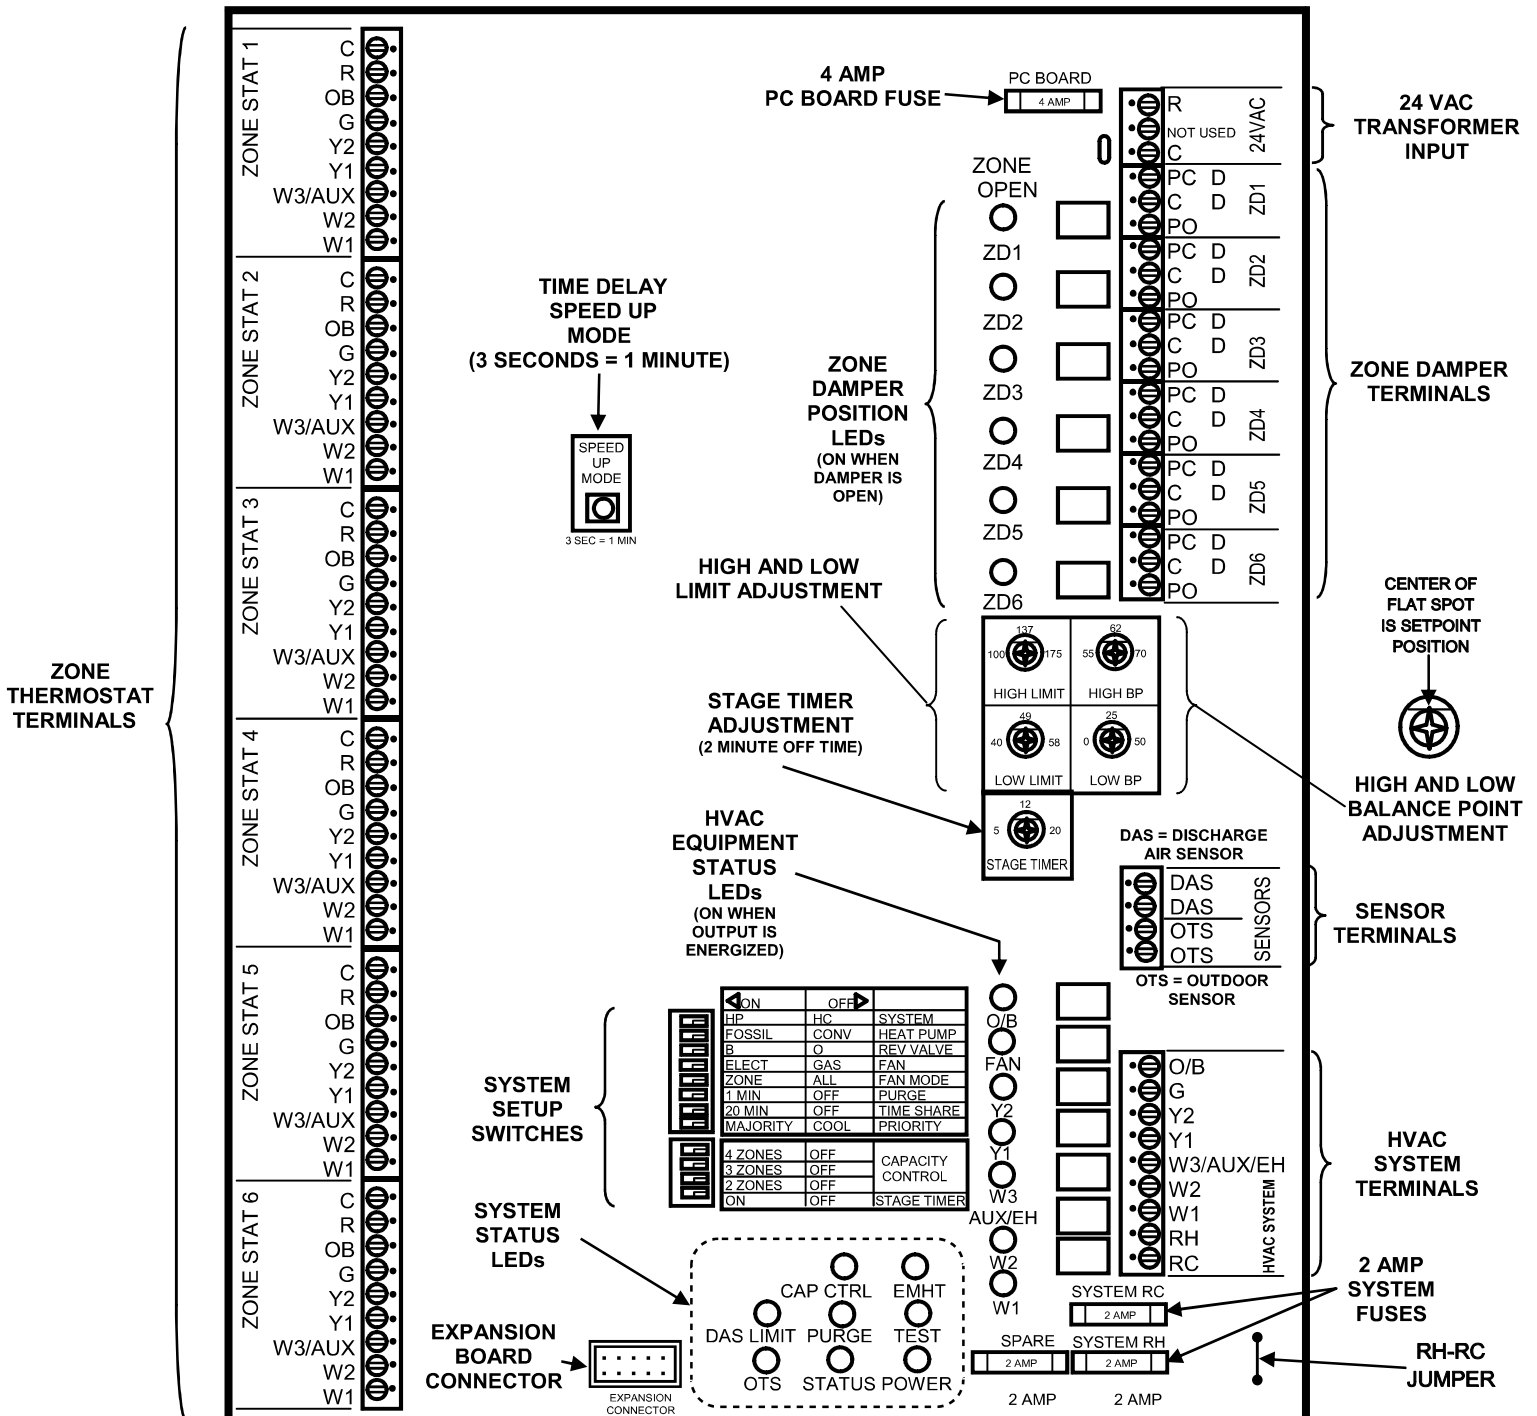 ZONE STAT 1
C
R
OB
G
Y2
Y1
W3/AUX
W2
W1
ZONE STAT 2
C
R
OB
G
Y2
Y1
W3/AUX
W2
W1
ZONE STAT 3
C
R
OB
G
Y2
Y1
W3/AUX
W2
W1
ZONE STAT 4
C
R
OB
G
Y2
Y1
W3/AUX
W2
W1
ZONE STAT 5
C
R
OB
G
Y2
Y1
W3/AUX
W2
W1
ZONE STAT 6
C
R
OB
G
Y2
Y1
W3/AUX
W2
W1
ZONE
THERMOSTAT
TERMINALS
TIME DELAY
SPEED UP
MODE
(3 SECONDS = 1 MINUTE)
SPEED
UP
MODE
3 SEC = 1 MIN
4 AMP
PC BOARD FUSE
PC BOARD
4 AMP
R
NOT USED
C
24VAC
24 VAC
TRANSFORMER
INPUT
ZONE
OPEN
ZD1
ZD2
ZD3
ZD4
ZD5
ZD6
ZONE
DAMPER
POSITION
LEDs
(ON WHEN
DAMPER IS
OPEN)
PC D
C D
PO
ZD1
PC D
C D
PO
ZD2
PC D
C D
PO
ZD3
PC D
C D
PO
ZD4
PC D
C D
PO
ZD5
PC D
C D
PO
ZD6
ZONE DAMPER
TERMINALS
HIGH AND LOW
LIMIT ADJUSTMENT
137
100 175
HIGH LIMIT
62
55 70
HIGH BP
49
40 58
LOW LIMIT
25
0 50
LOW BP
CENTER OF
FLAT SPOT
IS SETPOINT
POSITION
HIGH AND LOW
BALANCE POINT
ADJUSTMENT
STAGE TIMER
ADJUSTMENT
(2 MINUTE OFF TIME)
12
5 20
STAGE TIMER
DAS = DISCHARGE
AIR SENSOR
DAS
DAS
OTS
OTS
SENSORS
OTS = OUTDOOR
SENSOR
SENSOR
TERMINALS
HVAC
EQUIPMENT
STATUS
LEDs
(ON WHEN
OUTPUT IS
ENERGIZED)
O/B
FAN
Y2
Y1
W3
AUX/EH
W2
W1
SYSTEM
SETUP
SWITCHES
ON OFF
HP HC SYSTEM
FOSSIL CONV HEAT PUMP
B O REV VALVE
ELECT GAS FAN
ZONE ALL FAN MODE
1 MIN OFF PURGE
20 MIN OFF TIME SHARE
MAJORITY COOL PRIORITY
4 ZONES OFF
3 ZONES OFF
2 ZONES OFF
CAPACITY
CONTROL
ON OFF STAGE TIMER
O/B
G
Y2
Y1
W3/AUX/EH
W2
W1
RH
RC
HVAC SYSTEM
HVAC
SYSTEM
TERMINALS
SYSTEM
STATUS
LEDs
CAP CTRL
EMHT
DAS LIMIT
PURGE
TEST
OTS
STATUS
POWER
EXPANSION
BOARD
CONNECTOR
EXPANSION
CONNECTOR
SYSTEM RC
2 AMP
SPARE
2 AMP
2 AMP
SYSTEM RH
2 AMP
2 AMP
2 AMP
SYSTEM
FUSES
RH-RC
JUMPER